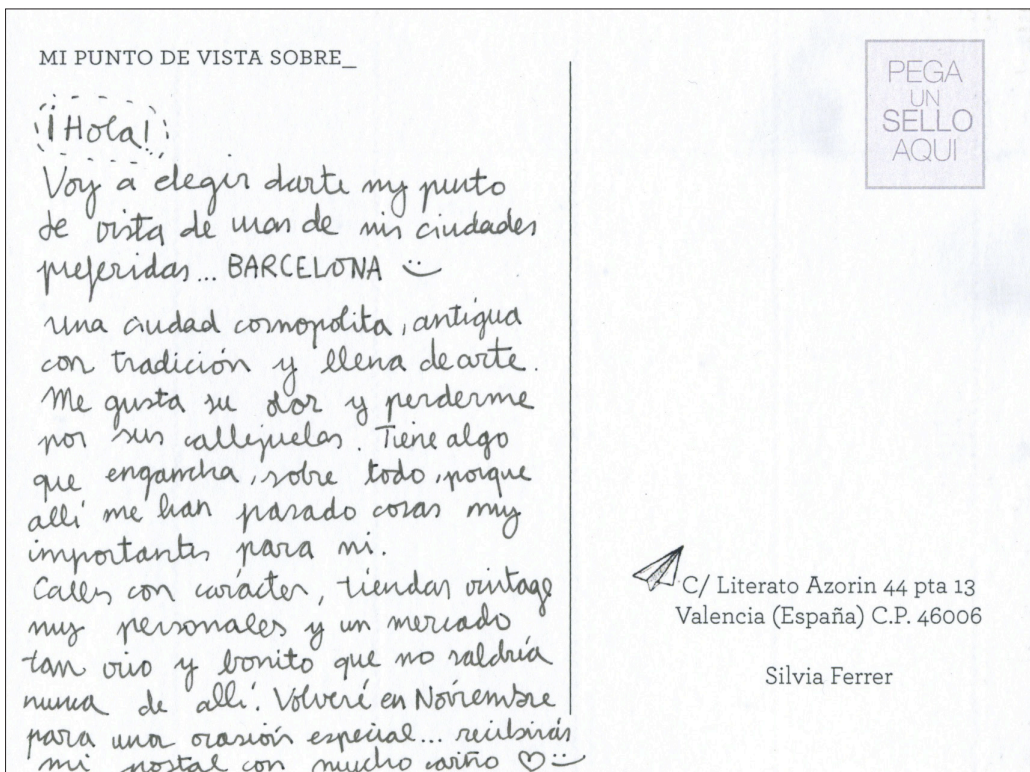 MI PUNTO DE VISTA SOBRE_
¡Hola!
Voy a elegir darte my punto
de vista de unas de mis ciudades
preferidas... BARCELONA
una ciudad cosmopolita, antigua
con tradición y llena de arte.
Me gusta su olor y perderme
por sus callejuelas. Tiene algo
que engancha, sobre todo, porque
allí me han pasado cosas muy
importantes para mi.
Calles con carácter, tiendas vintage
muy personales y un mercado
tan vivo y bonito que no saldría
nunca de allí. Volveré en Noviembre
para una ocasión especial... recibirás
mi postal con mucho cariño
PEGA
UN
SELLO
AQUI
C/ Literato Azorin 44 pta 13
Valencia (España) C.P. 46006
Silvia Ferrer